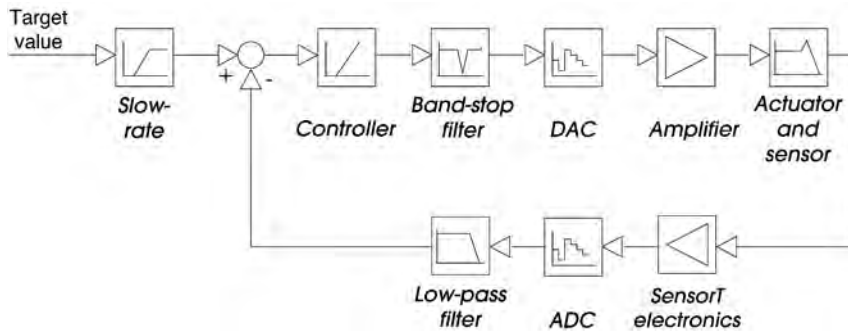 Target
value
+
-
Slow-
rate
Controller
Band-stop
filter
DAC
Amplifier
Actuator
and
sensor
Low-pass
filter
ADC
SensorT
electronics